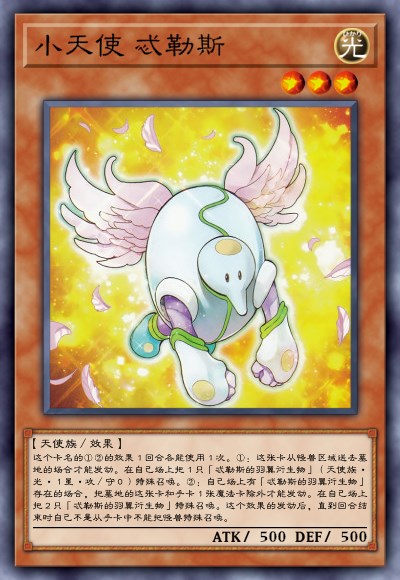 小天使 忒勒斯
ひかり
光
【天使族/效果】
这个卡名的①②的效果1回合各能使用1次。①：这张卡从怪兽区域送去墓
地的场合才能发动。在自己场上把1只「忒勒斯的羽翼衍生物」（天使族・
光・1星・攻/守0）特殊召唤。②：自己场上有「忒勒斯的羽翼衍生物」
存在的场合，把墓地的这张卡和手卡1张魔法卡除外才能发动。在自己场上
把2只「忒勒斯的羽翼衍生物」特殊召唤。这个效果的发动后，直到回合结
束时自己不是从手卡中不能把怪兽特殊召唤。
ATK/ 500 DEF/ 500